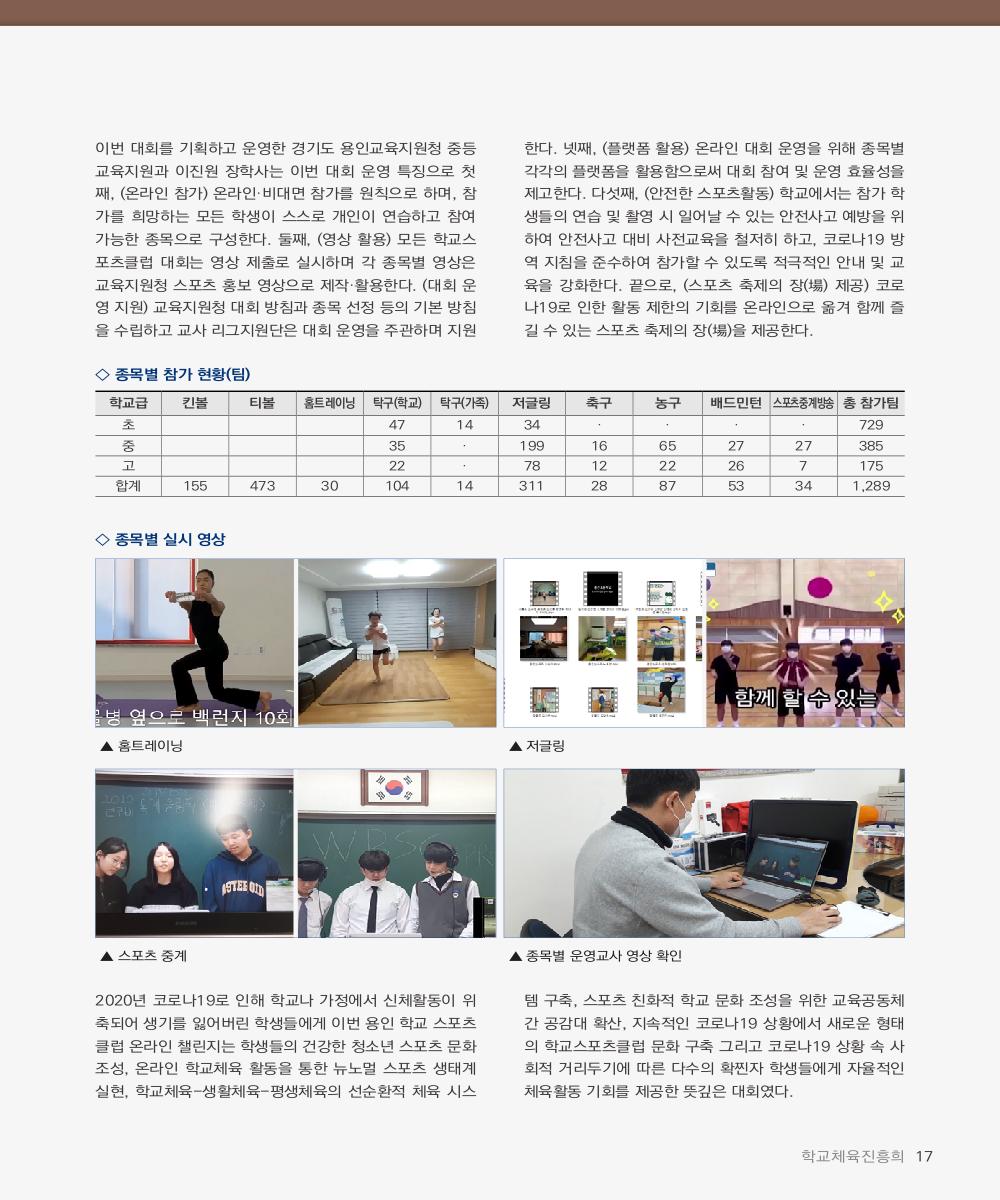 이번 대회를 기획하고 운영한 경기도 용인교육지원청 중등
교육지원과 이진원 장학사는 이번 대회 운영 특징으로 첫
째, (온라인 참가) 온라인·비대면 참가를 원칙으로 하며, 참
가를 희망하는 모든 학생이 스스로 개인이 연습하고 참여
가능한 종목으로 구성한다. 둘째, (영상 활용) 모든 학교스
포츠클럽 대회는 영상 제출로 실시하며 각 종목별 영상은
교육지원청 스포츠 홍보 영상으로 제작·활용한다. (대회 운
영 지원) 교육지원청 대회 방침과 종목 선정 등의 기본 방침
을 수립하고 교사 리그지원단은 대회 운영을 주관하며 지원
한다. 넷째, (플랫폼 활용) 온라인 대회 운영을 위해 종목별
각각의 플랫폼을 활용함으로써 대회 참여 및 운영 효율성을
제고한다. 다섯째, (안전한 스포츠활동) 학교에서는 참가 학
생들의 연습 및 촬영 시 일어날 수 있는 안전사고 예방을 위
하여 안전사고 대비 사전교육을 철저히 하고, 코로나19 방
역 지침을 준수하여 참가할 수 있도록 적극적인 안내 및 교
육을 강화한다. 끝으로, (스포츠 축제의 장(場) 제공) 코로
나19로 인한 활동 제한의 기회를 온라인으로 옮겨 함께 즐
길 수 있는 스포츠 축제의 장(場)을 제공한다.
◇ 종목별 참가 현황(팀)
학교급 킨볼 티볼 홈트레이닝 탁구(학교) 탁구(가족) 저글링 축구 농구 배드민턴 스포츠중계방송 총 참가팀
초 47 14 34 · · · · 729
중 35 · 199 16 65 27 27 385
고 22 · 78 12 22 26 7 175
합계 155 473 30 104 14 311 28 87 53 34 1,289
◇ 종목별 실시 영상
물병 옆으로 백런지 10회
함께 할 수 있는
▲ 홈트레이닝
▲ 저글링
OSTEE OID
WBSC
▲ 스포츠 중계
▲ 종목별 운영교사 영상 확인
2020년 코로나19로 인해 학교나 가정에서 신체활동이 위
축되어 생기를 잃어버린 학생들에게 이번 용인 학교 스포츠
클럽 온라인 챌린지는 학생들의 건강한 청소년 스포츠 문화
조성, 온라인 학교체육 활동을 통한 뉴노멀 스포츠 생태계
실현, 학교체육-생활체육-평생체육의 선순환적 체육 시스
템 구축, 스포츠 친화적 학교 문화 조성을 위한 교육공동체
간 공감대 확산, 지속적인 코로나19 상황에서 새로운 형태
의 학교스포츠클럽 문화 구축 그리고 코로나19 상황 속 사
회적 거리두기에 따른 다수의 확찐자 학생들에게 자율적인
체육활동 기회를 제공한 뜻깊은 대회였다.
학교체육진흥회 17